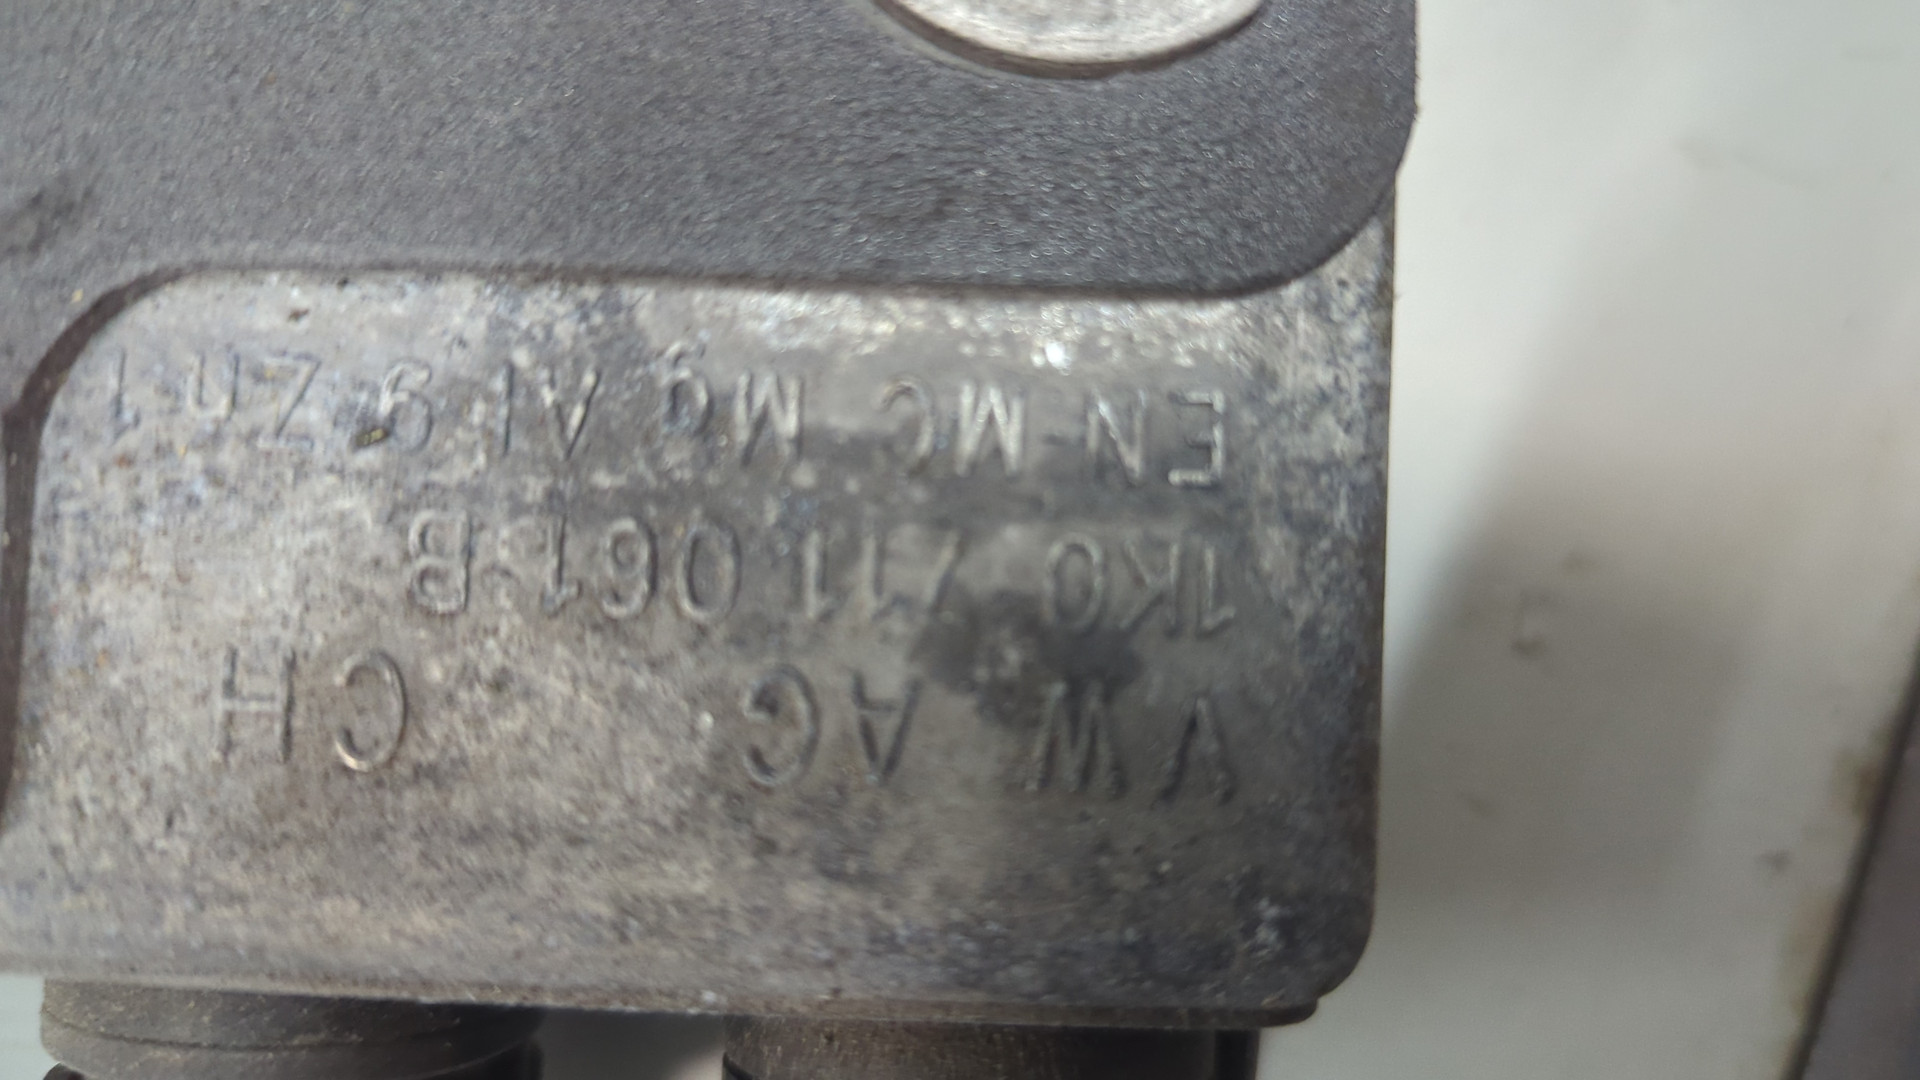 VW AG CH
1K0 711 061 B
EN-MC Mg Al 9 Zn 1